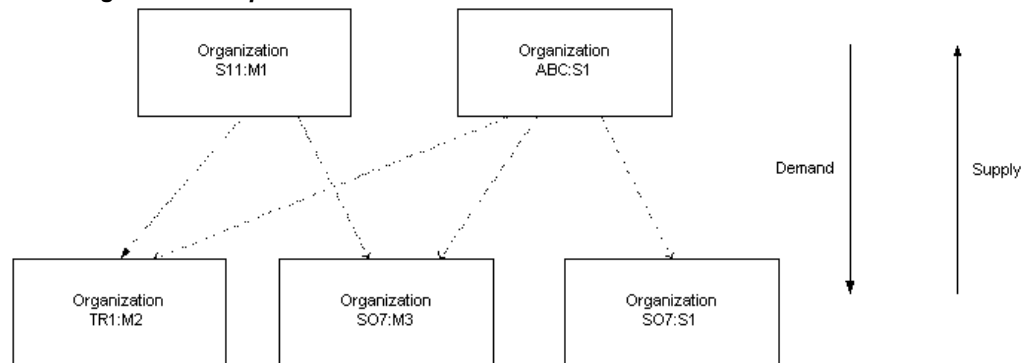 Organization
S11:M1
Organization
ABC:S1
Demand
Supply
Organization
TR1:M2
Organization
SO7:M3
Organization
SO7:S1